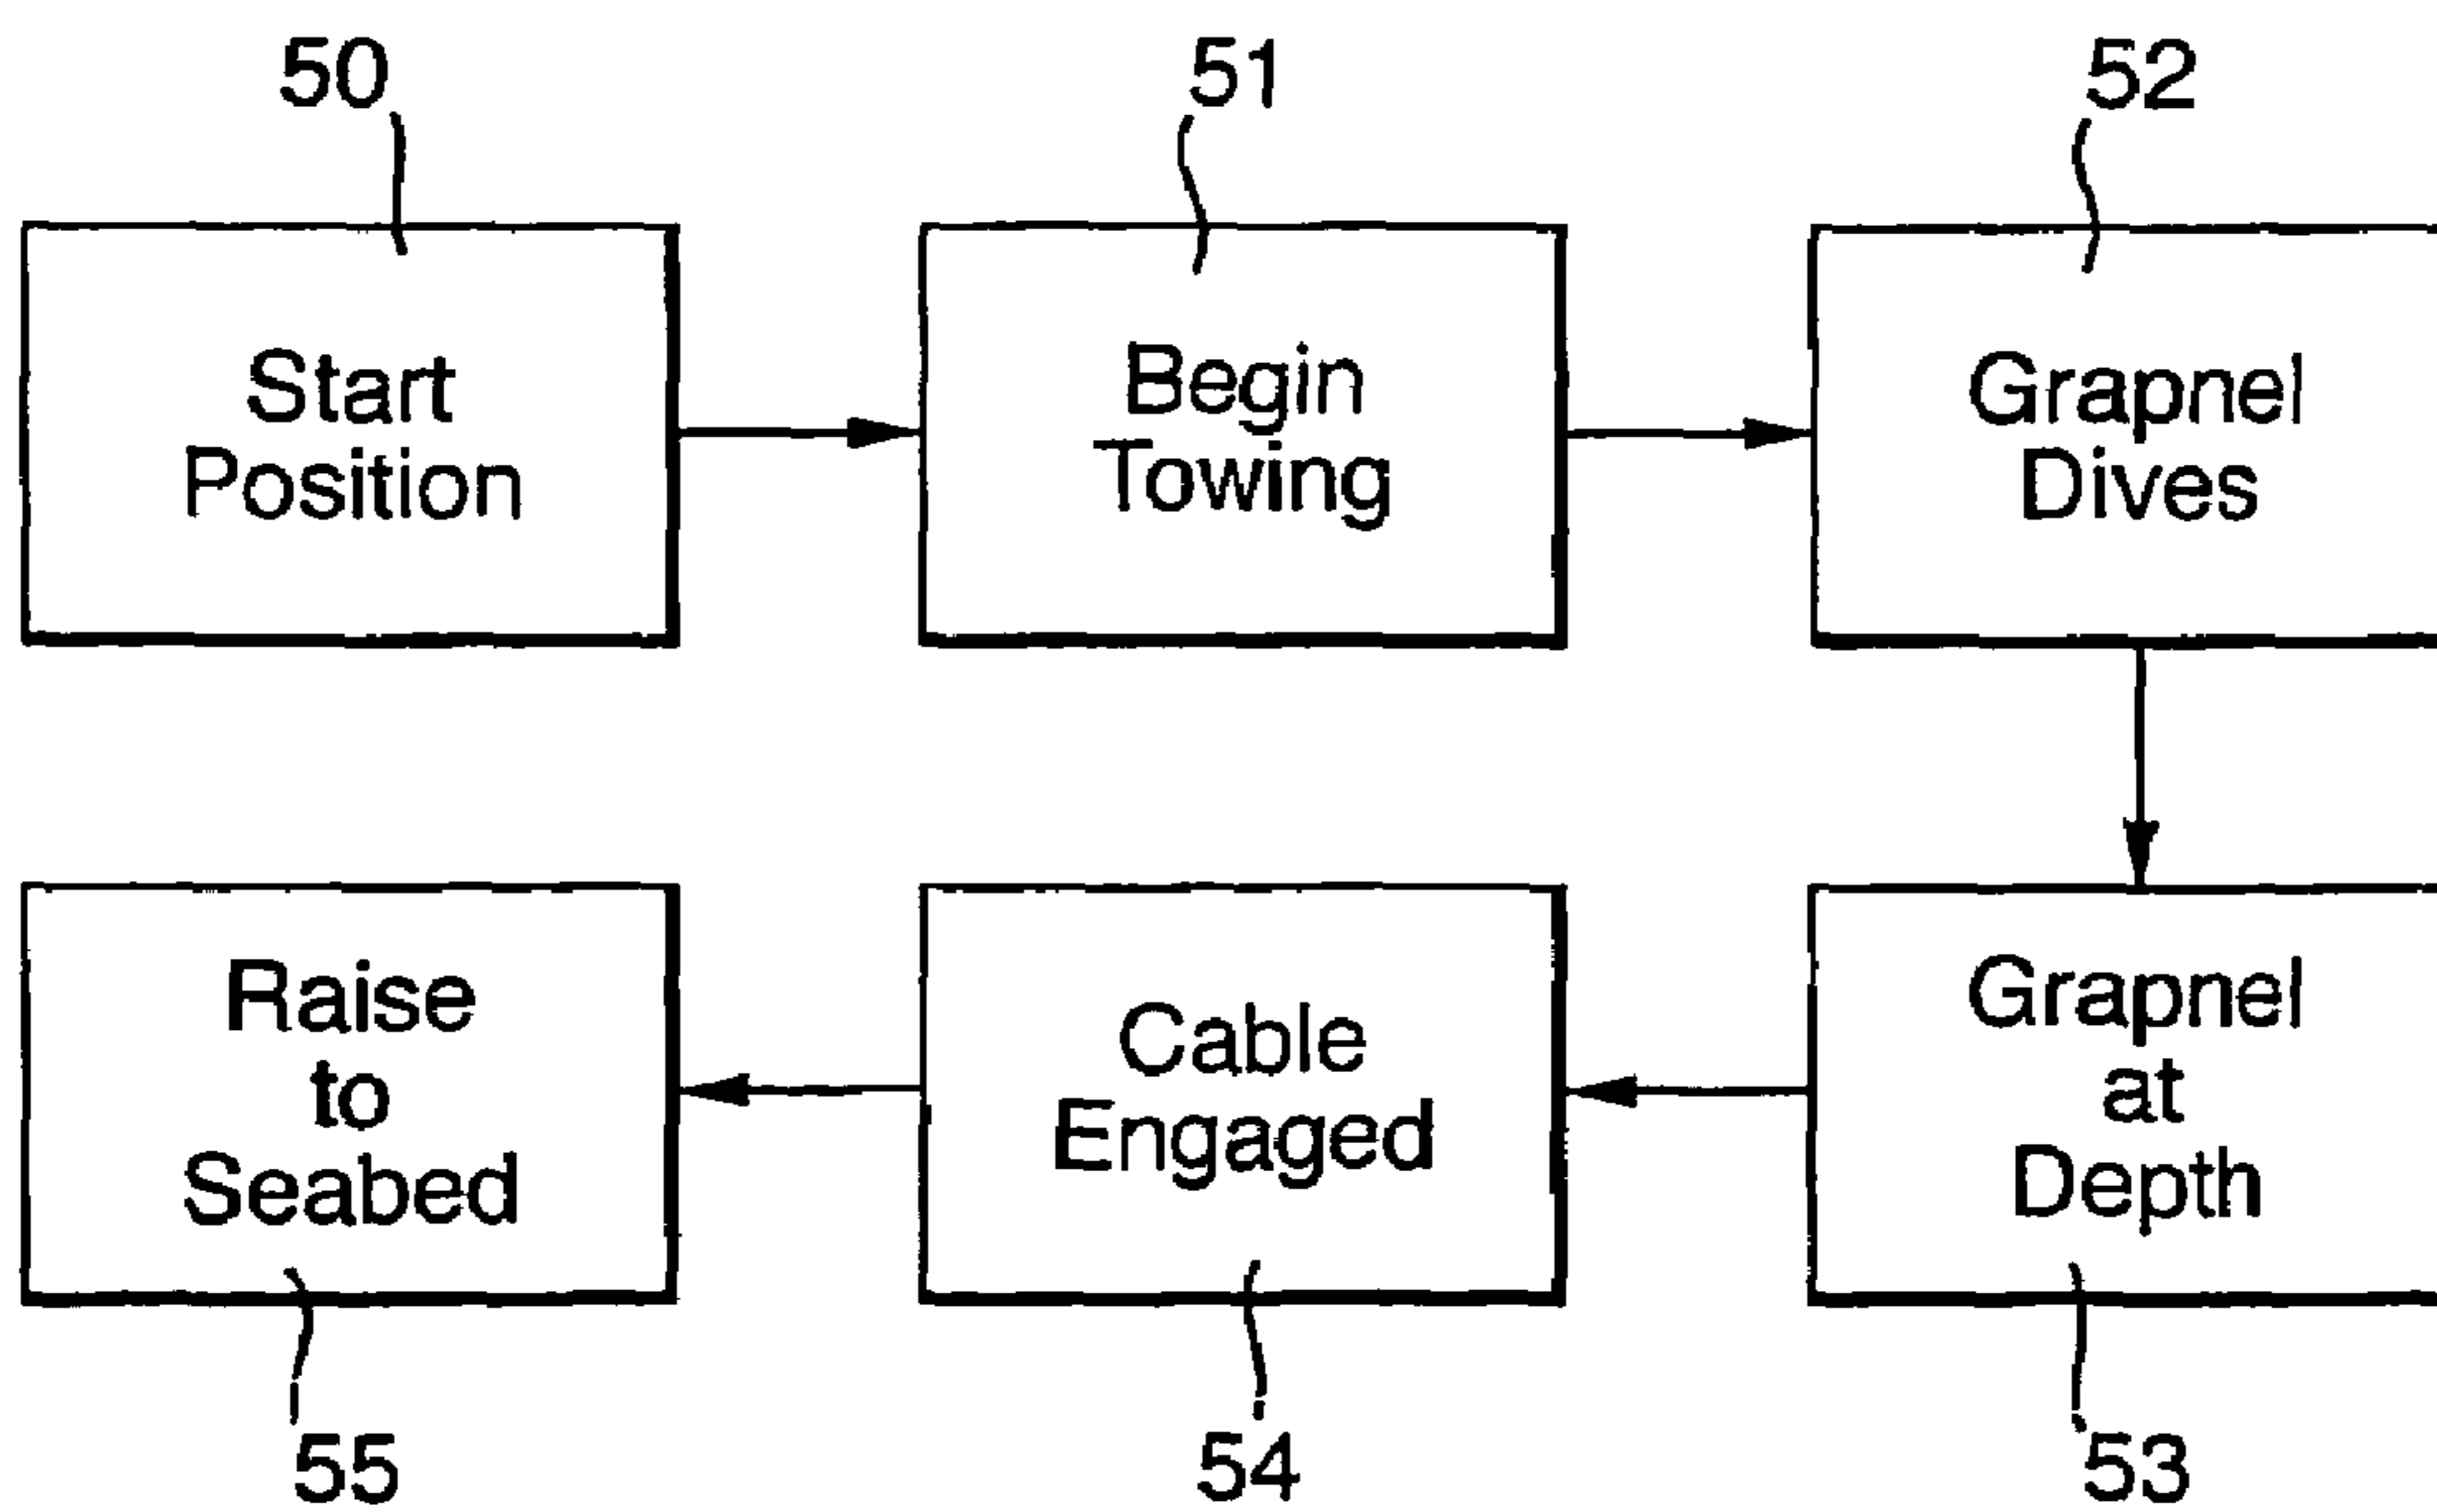 50
51
52
Start
Position
Begin
Towing
Grapnel
Dives
Raise
to
Seabed
Cable
Engaged
Grapnel
at
Depth
55
54
53